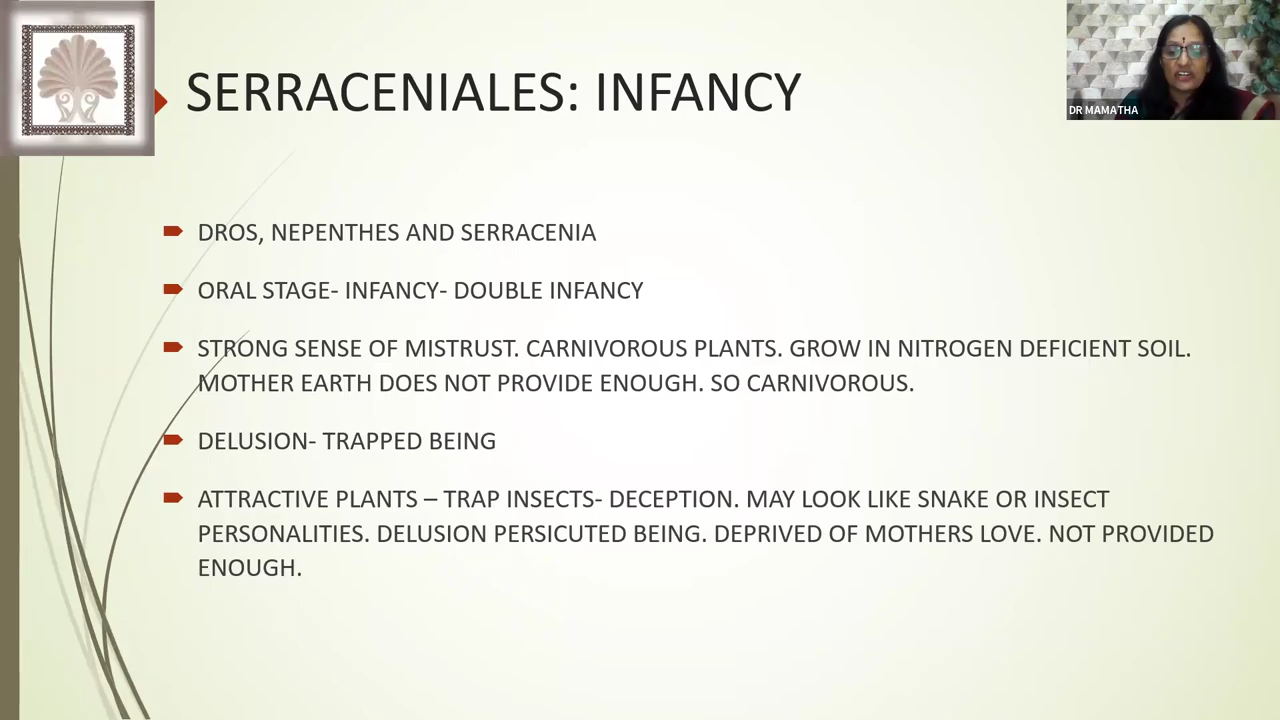 SERRACENIALES: INFANCY
DR MAMATHA
DROS, NEPENTHES AND SERRACENIA
ORAL STAGE- INFANCY- DOUBLE INFANCY
STRONG SENSE OF MISTRUST. CARNIVOROUS PLANTS. GROW IN NITROGEN DEFICIENT SOIL.
MOTHER EARTH DOES NOT PROVIDE ENOUGH. SO CARNIVOROUS.
DELUSION- TRAPPED BEING
ATTRACTIVE PLANTS – TRAP INSECTS- DECEPTION. MAY LOOK LIKE SNAKE OR INSECT
PERSONALITIES. DELUSION PERSICUTED BEING. DEPRIVED OF MOTHERS LOVE. NOT PROVIDED
ENOUGH.